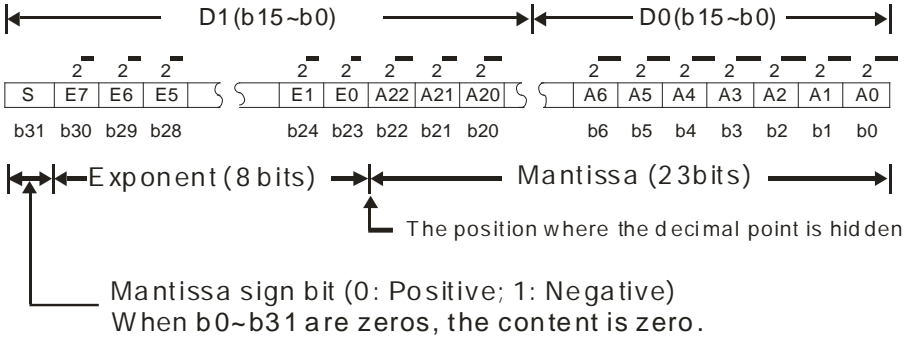 D1(b15~b0) D0(b15~b0)
2 2 2 2 2 2 2 2 2 2 2 2 2 2 2 2
S E7 E6 E5 E1 E0 A22 A21 A20 A6 A5 A4 A3 A2 A1 A0
b31 b30 b29 b28 b24 b23 b22 b21 b20 b6 b5 b4 b3 b2 b1 b0
Exponent (8 bits) Mantissa (23bits)
The position where the decimal point is hidden
Mantissa sign bit (0: Positive; 1: Negative)
When b0~b31 are zeros, the content is zero.